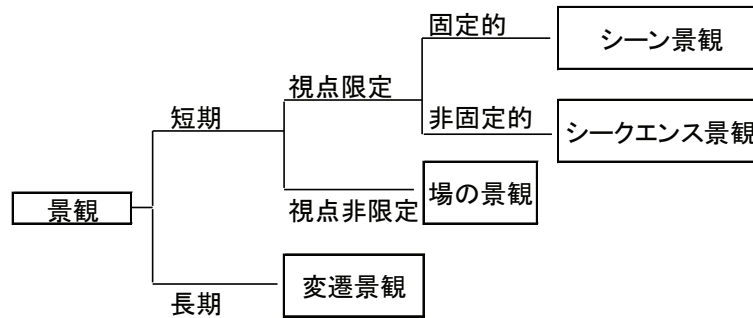 固定的
シーン景観
視点限定
短期
非固定的
シークエンス景観
景観
視点非限定
場の景観
長期
変遷景観